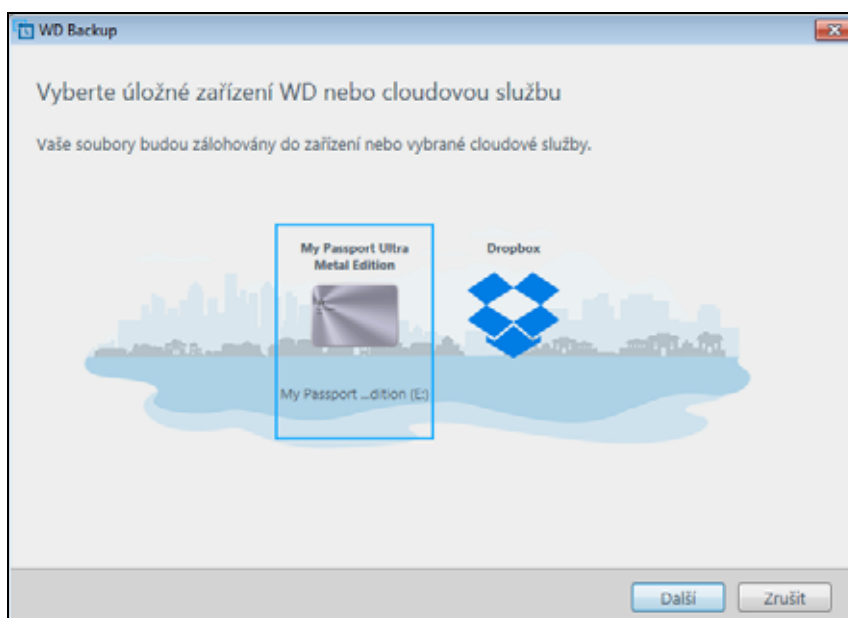 WD Backup
Vyberte úložné zařízení WD nebo cloudovou službu
Vaše soubory budou zálohovány do zařízení nebo vybrané cloudové služby.
My Passport Ultra
Metal Edition
Dropbox
My Passport ...dition (E:)
Další
Zrušit